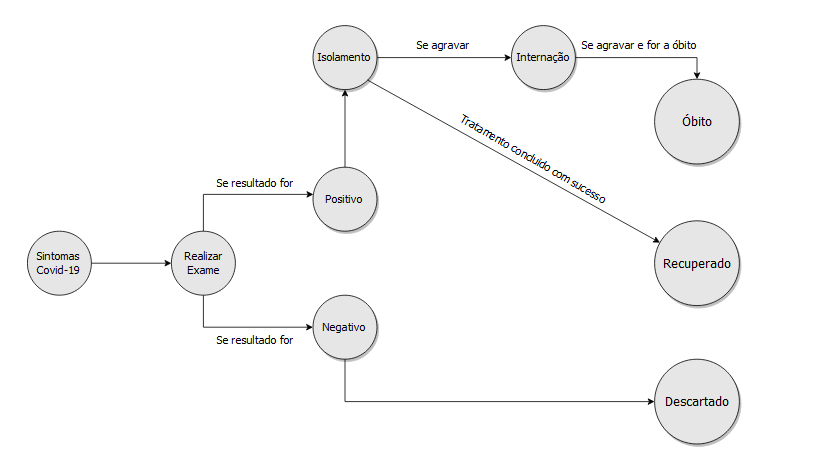 Isolamento
Se agravar
Internação
Se agravar e for a óbito
Óbito
Tratamento concluido com sucesso
Se resultado for
Positivo
Sintomas
Covid-19
Realizar
Exame
Recuperado
Negativo
Se resultado for
Descartado